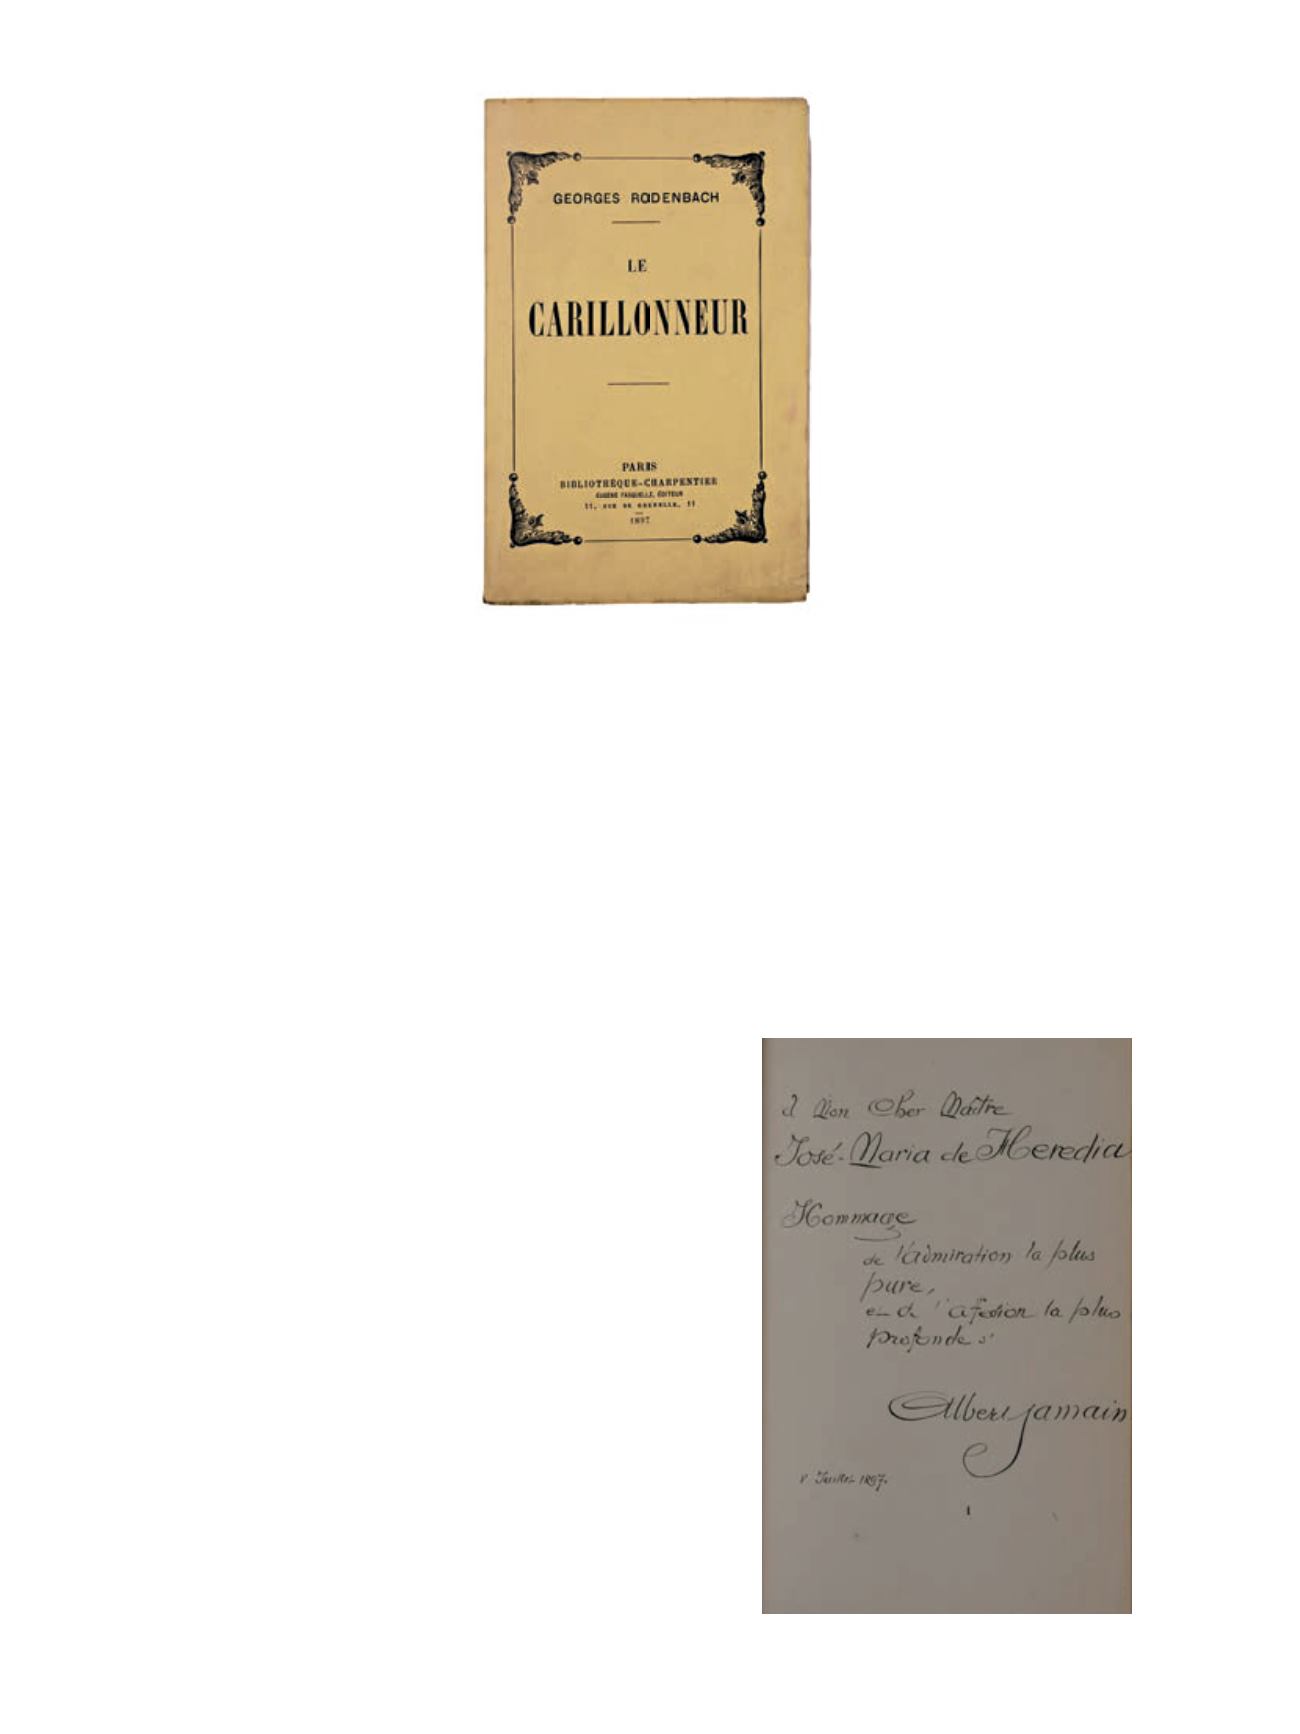 GEORGES RODENBACH
LE
CARILLONNEUR
PARIS
BIBLIOTHÈQUE-CHARPENTIER
EUGÈNE FASQUELLE, ÉDITEUR
11, RUE DE GRENELLE, 11
1897
à Mon Cher Maître
José-Maria de Heredia
Hommage
de l'admiration la plus
pure,
et de l'affection la plus
profonde
Albert
Juillet 1897.
1